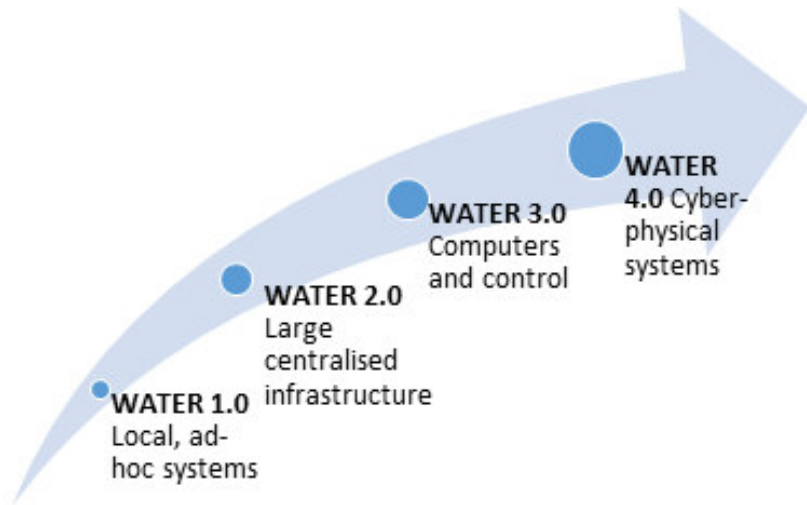 WATER 1.0
Local, ad-
hoc systems
WATER 2.0
Large
centralised
infrastructure
WATER 3.0
Computers
and control
WATER
4.0 Cyber-
physical
systems